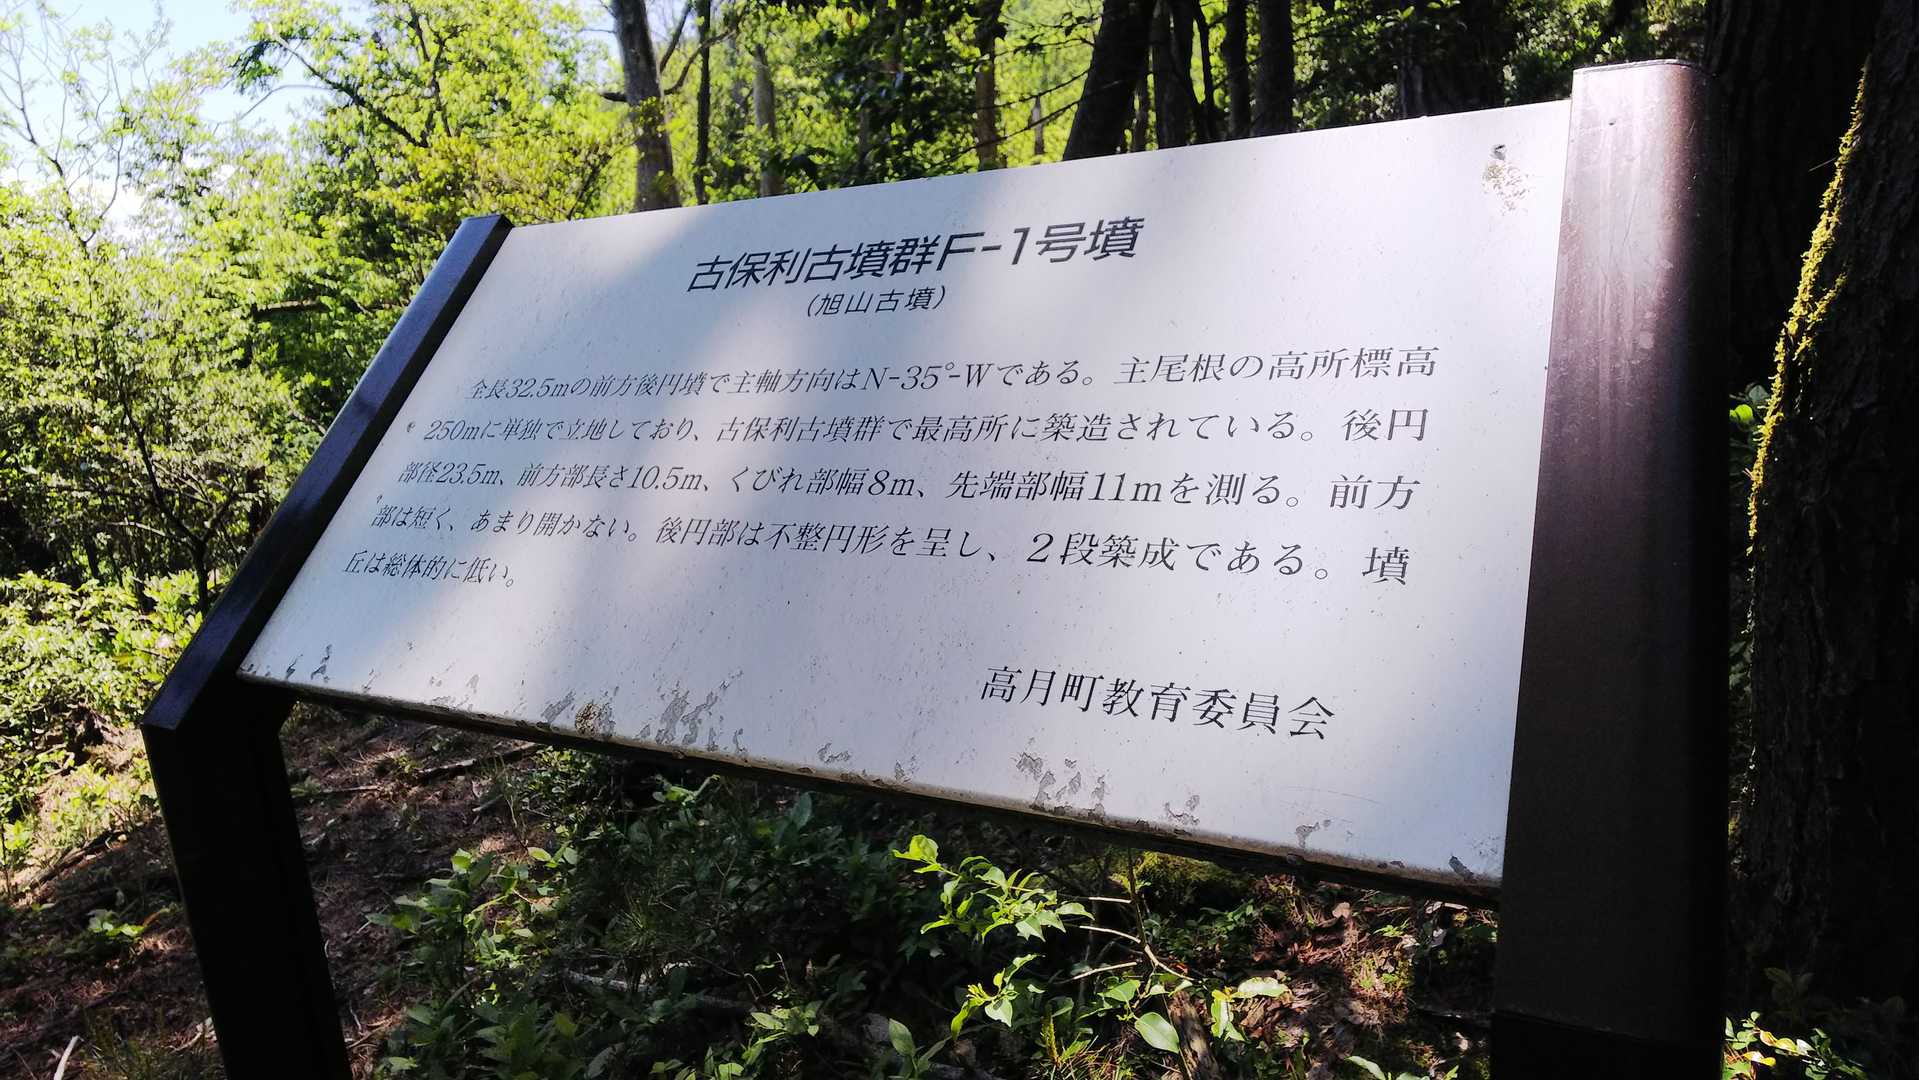 古保利古墳群F-1号墳
（旭山古墳）
全長32.5mの前方後円墳で主軸方向はN-35°-Wである。主尾根の高所標高
250mに単独で立地しており、古保利古墳群で最高所に築造されている。後円
部径23.5m、前方部長さ10.5m、くびれ部幅8m、先端部幅11mを測る。前方
部は短く、あまり開かない。後円部は不整円形を呈し、2段築成である。墳
丘は総体的に低い。
高月町教育委員会